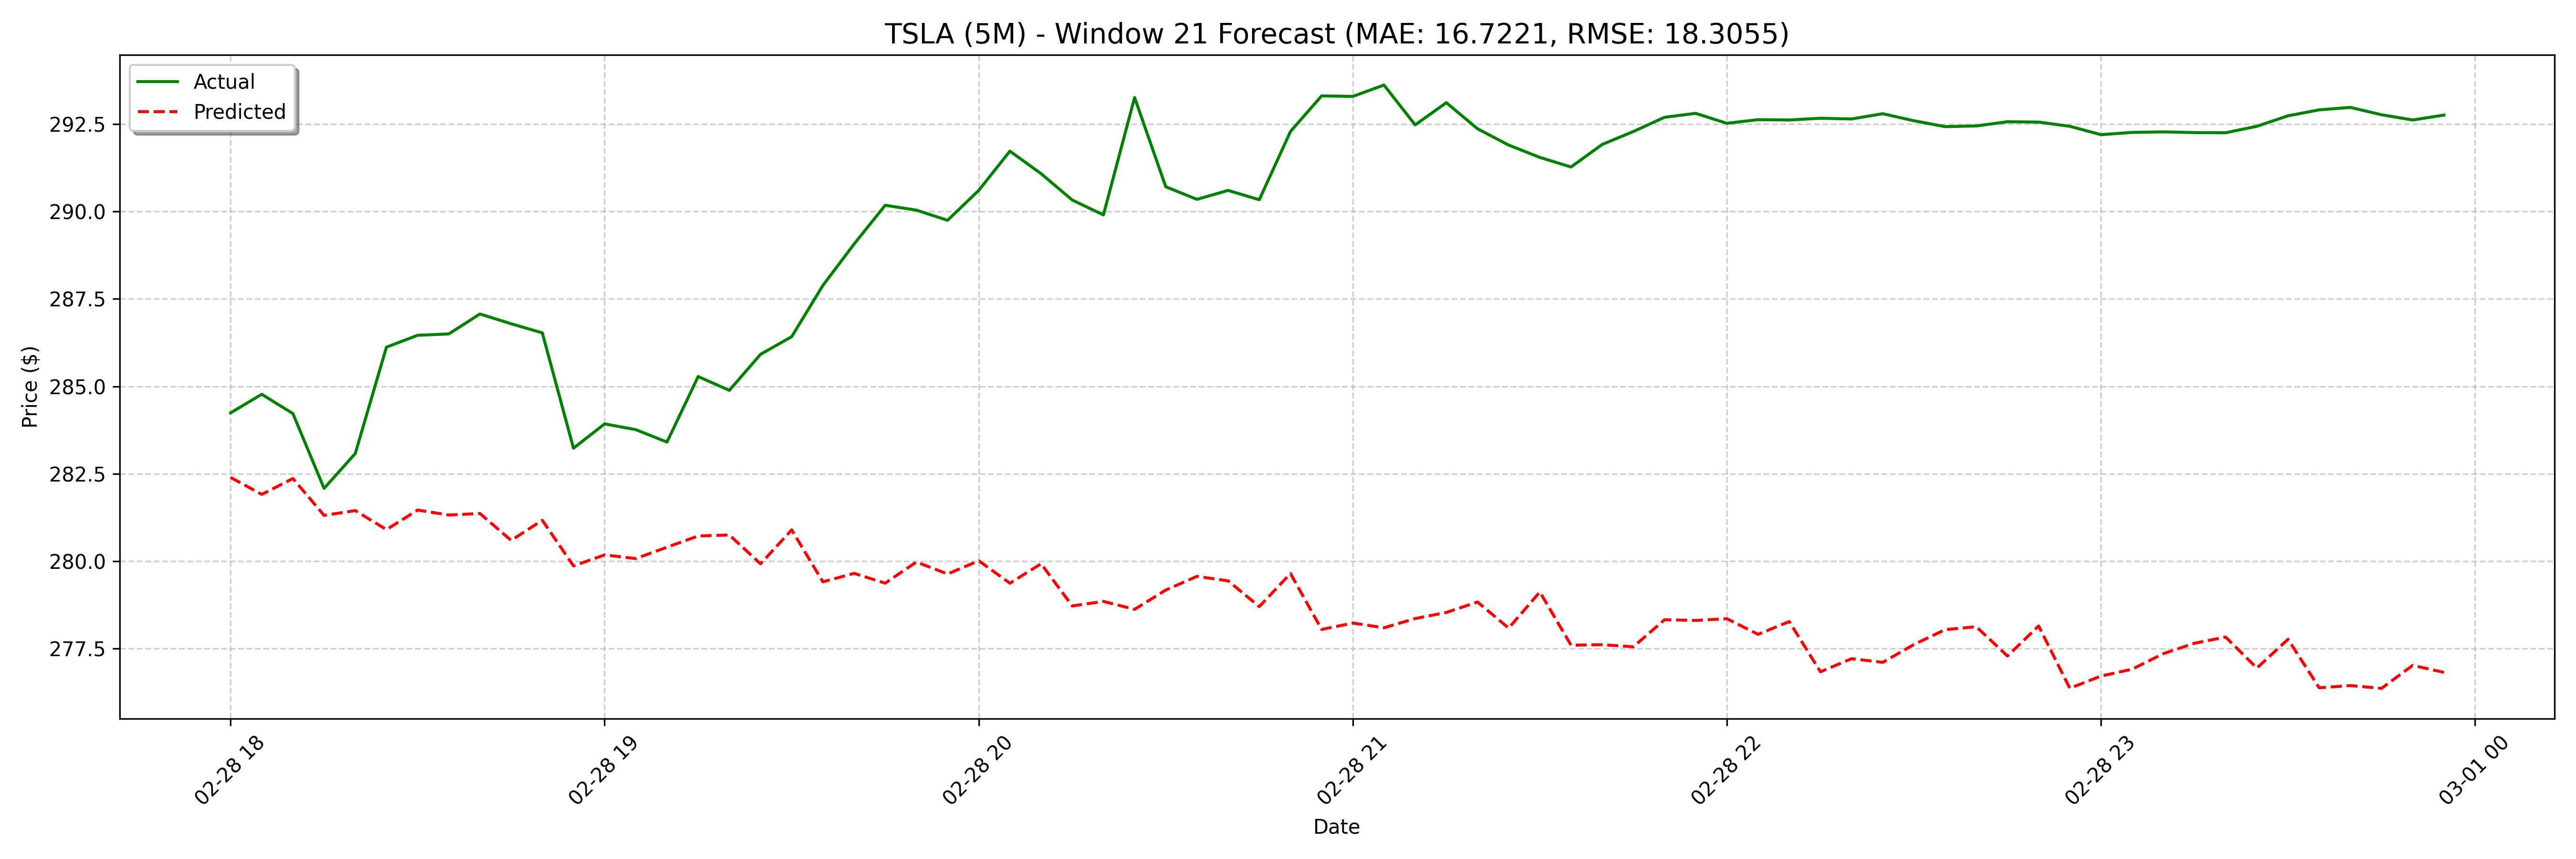 TSLA (5M) - Window 21 Forecast (MAE: 16.7221, RMSE: 18.3055)
Actual
Predicted
Price ($)
292.5
290.0
287.5
285.0
282.5
280.0
277.5
02-28 18
02-28 19
02-28 20
02-28 21
02-28 22
02-28 23
03-01 00
Date